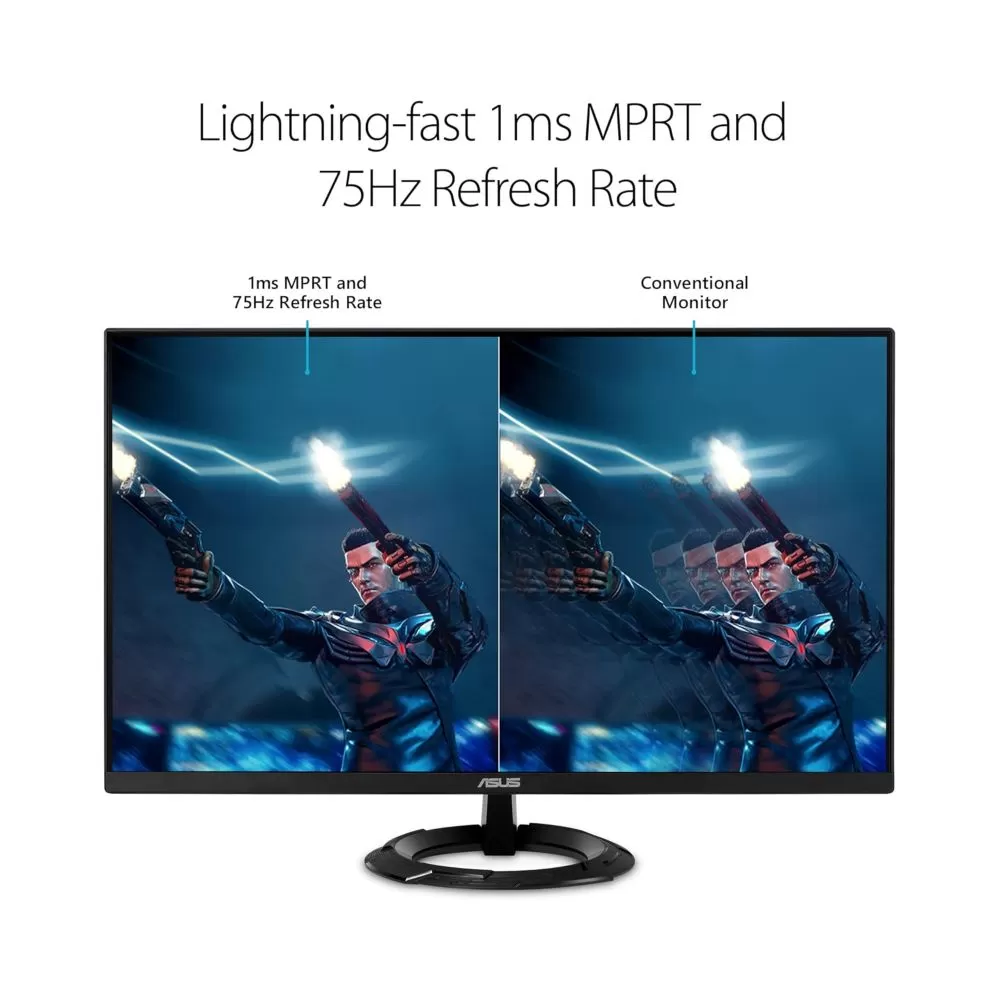 Lightning-fast 1ms MPRT and
75Hz Refresh Rate
1ms MPRT and
75Hz Refresh Rate
Conventional
Monitor
ASUS